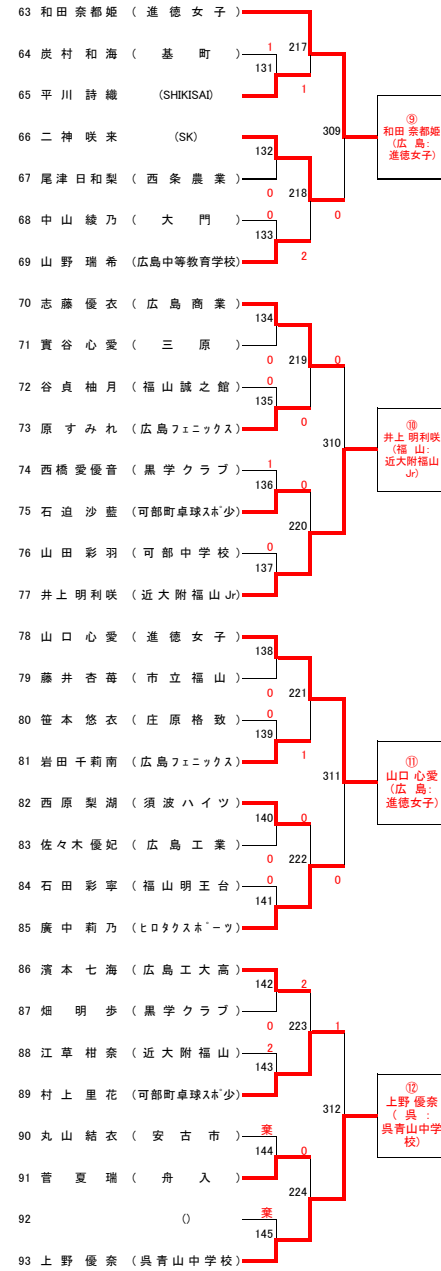 63 和田 奈都姫 （ 進 徳 女 子 ）
217
64 炭 村 和 海 （ 基 町 ） 1
131
65 平 川 詩 織 (SHIKISAI) 1
309
⑨
和田 奈都姫
(広 島:
進徳女子)
66 二 神 咲 来 (SK)
132
67 尾 津 日 和 梨 （ 西 条 農 業 ）
0 218
68 中 山 綾 乃 （ 大 門 ） 0 0
133
69 山 野 瑞 希 （広島中等教育学校） 2
70 志 藤 優 衣 （ 広 島 商 業 ）
134
71 實 谷 心 愛 （ 三 原 ）
0 219 0
72 谷 貞 柚 月 （ 福 山 誠 之 館 ） 0
135
73 原 す み れ （広島フェニックス） 0
310
⑩
井上 明利咲
(福 山:
近大附福山
Jr)
74 西 橋 愛 優 音 （ 黒 学 ク ラ ブ ） 1
136 0
75 石 迫 沙 藍 （可部町卓球スポ少）
220
76 山 田 彩 羽 （ 可 部 中 学 校 ） 0
137
77 井 上 明 利 咲 （ 近 大 附 福 山 Jr）
78 山 口 心 愛 （ 進 徳 女 子 ）
138
79 藤 井 杏 苺 （ 市 立 福 山 ）
0 221
80 笹 本 悠 衣 （ 庄 原 格 致 ） 0
139
81 岩 田 千 莉 南 （広島フェニックス） 1
311
⑪
山口 心愛
(広 島:
進徳女子)
82 西 原 梨 湖 （ 須 波 ハ イ ツ ）
140 0
83 佐 々 木 優 妃 （ 広 島 工 業 ）
0 222
84 石 田 彩 寧 （ 福 山 明 王 台 ） 0 0
141
85 廣 中 莉 乃 （ヒロタクスポーツ）
86 濱 本 七 海 （ 広 島 工 大 高 ）
142 2
87 畑 明 歩 （ 黒 学 ク ラ ブ ）
0 223 1
88 江 草 柑 奈 （ 近 大 附 福 山 ） 2
143
89 村 上 里 花 （可部町卓球スポ少）
312
⑫
上野 優奈
( 呉 :
呉青山中学
校)
90 丸 山 結 衣 （ 安 古 市 ） 棄
144 0
91 菅 夏 瑞 （ 舟 入 ）
224
92 () 棄
145
93 上 野 優 奈 （ 呉 青 山 中 学 校 ）